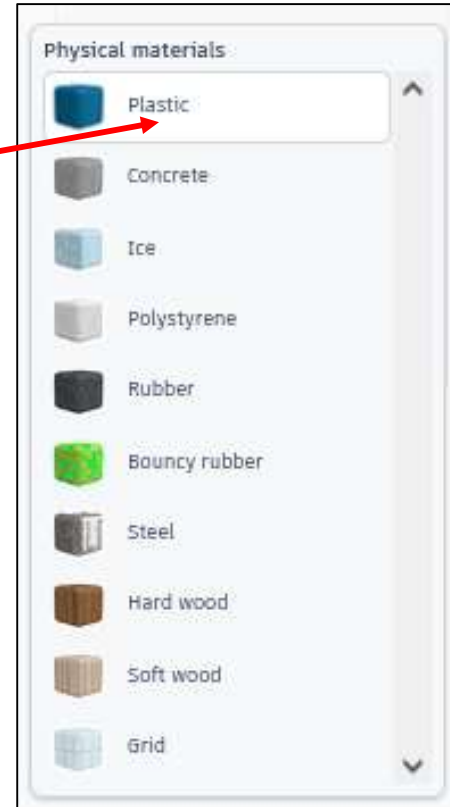 Physical materials
Plastic
Concrete
Ice
Polystyrene
Rubber
Bouncy rubber
Steel
Hard wood
Soft wood
Grid